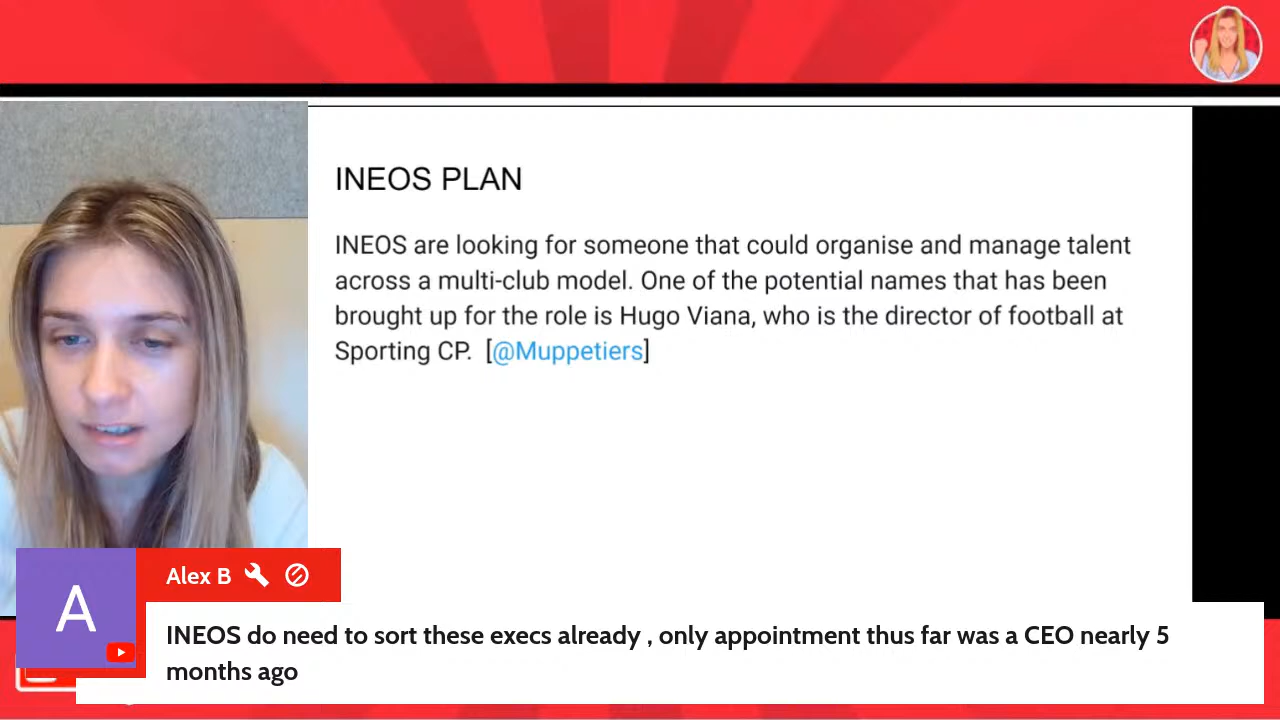 INEOS PLAN
INEOS are looking for someone that could organise and manage talent
across a multi-club model. One of the potential names that has been
brought up for the role is Hugo Viana, who is the director of football at
Sporting CP. [@Muppetiers]
A
Alex B
INEOS do need to sort these execs already , only appointment thus far was a CEO nearly 5
months ago